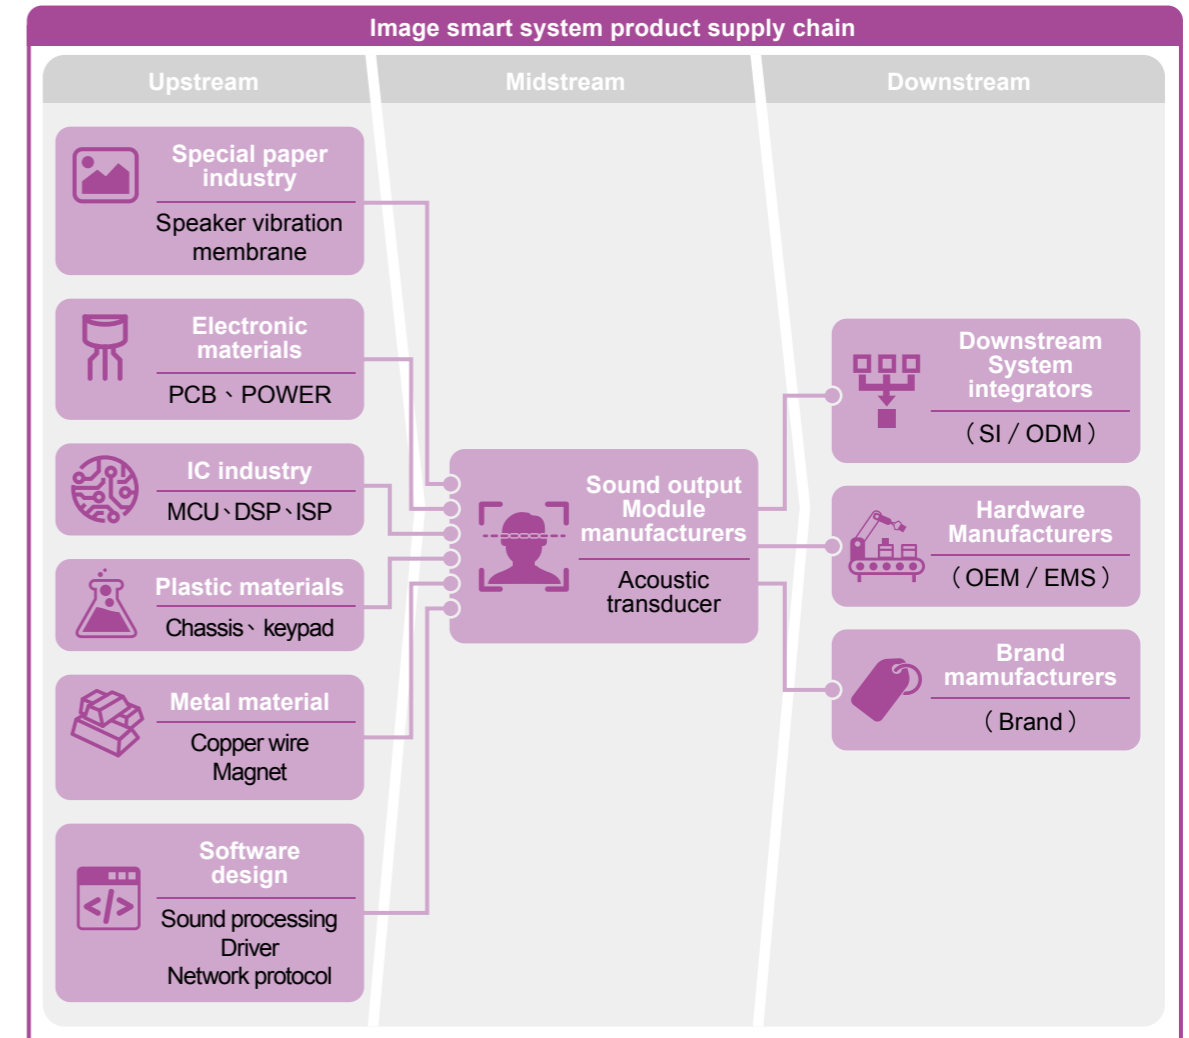 Image smart system product supply chain
Upstream
Midstream
Downstream
Special paper
industry
Speaker vibration
membrane
Electronic
materials
PCB、POWER
IC industry
MCU、DSP、ISP
Plastic materials
Chassis、keypad
Metal material
Copper wire
Magnet
Software
design
Sound processing
Driver
Network protocol
</>
Sound output
Module
manufacturers
Acoustic
transducer
Downstream
System
integrators
（SI / ODM）
Hardware
Manufacturers
（OEM / EMS）
Brand
mamufacturers
（Brand）